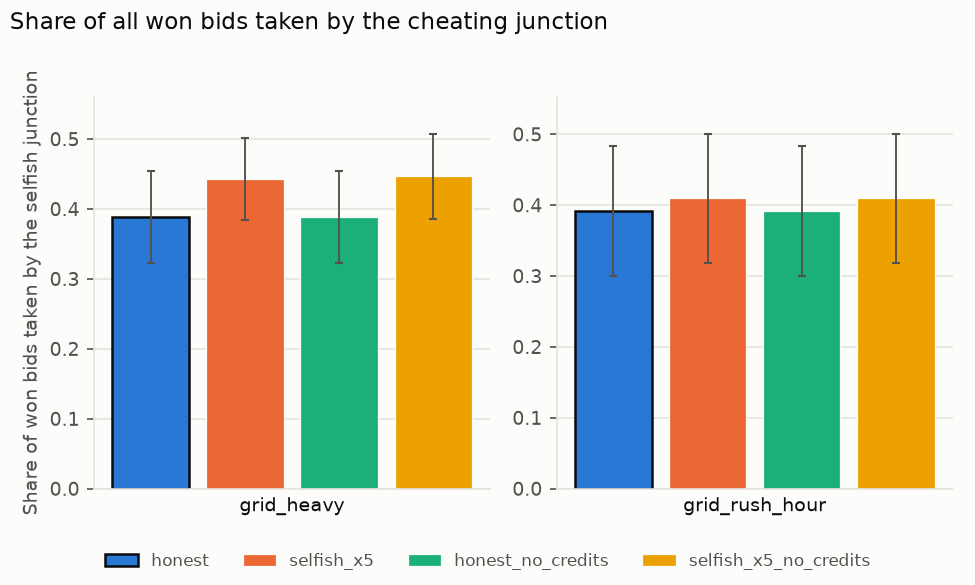 Share of all won bids taken by the cheating junction
Share of won bids taken by the selfish junction
0.5
0.4
0.3
0.2
0.1
0.0
grid_heavy
0.5
0.4
0.3
0.2
0.1
0.0
grid_rush_hour
honest
selfish_x5
honest_no_credits
selfish_x5_no_credits